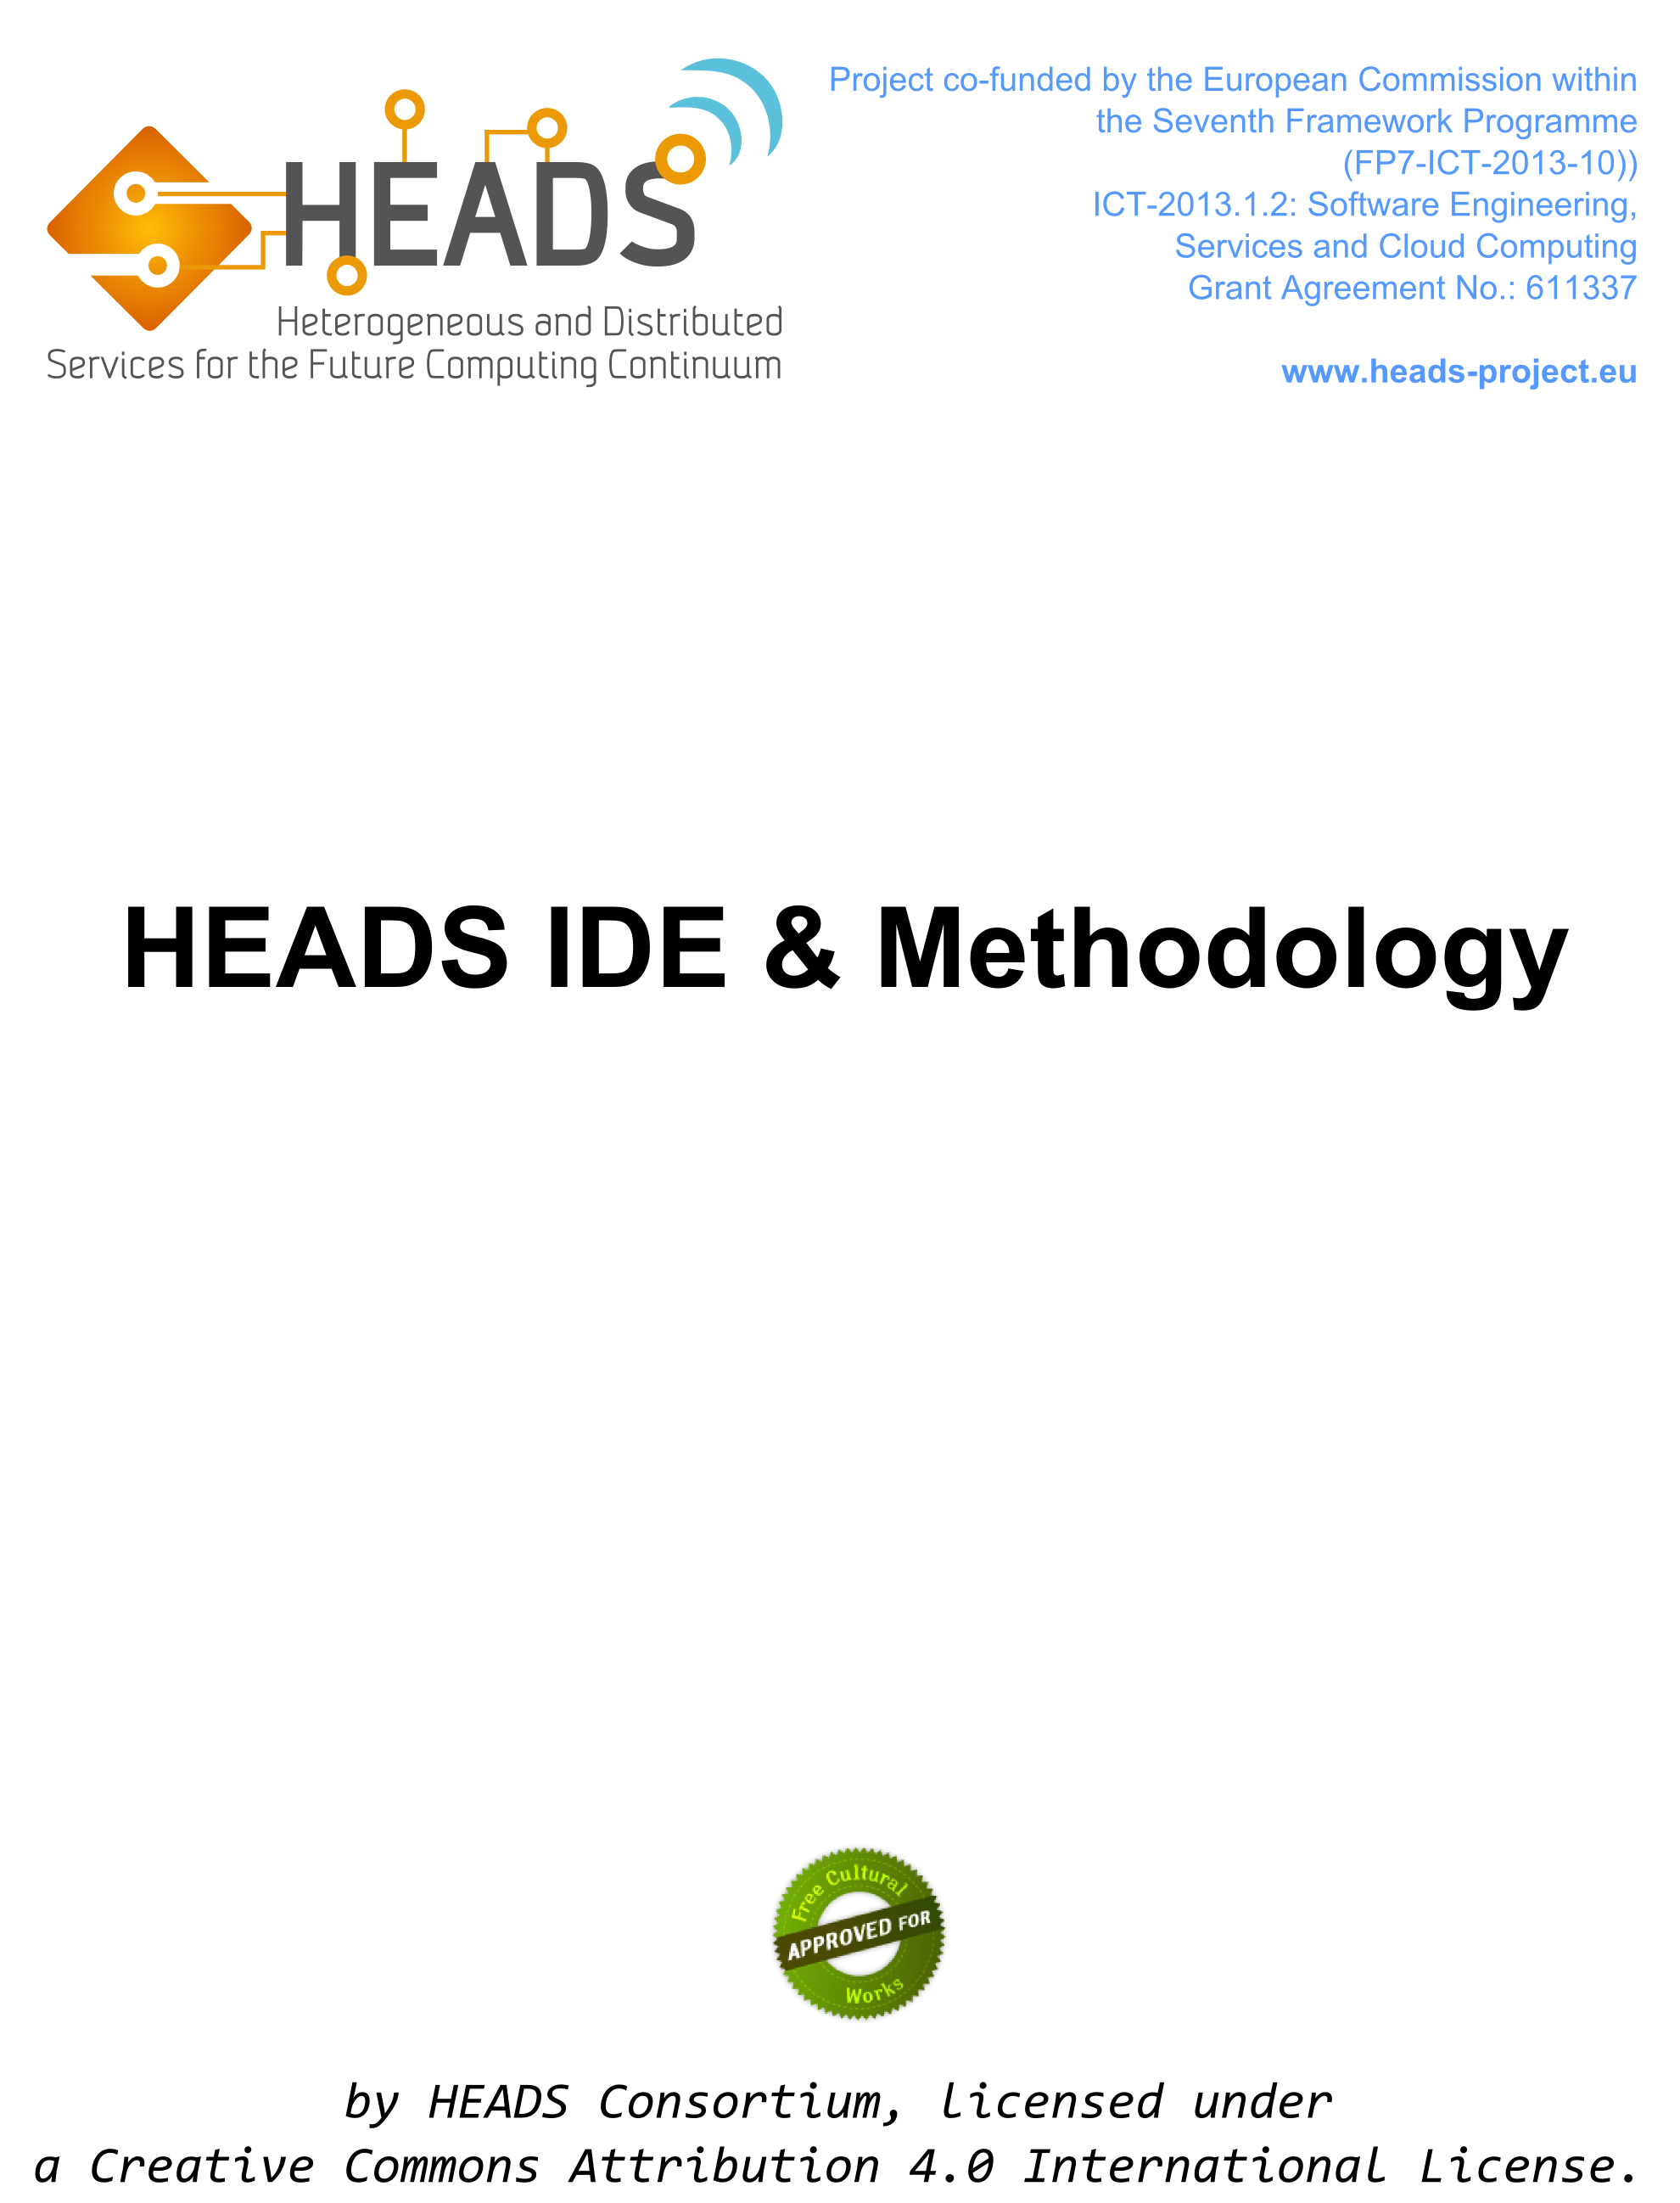 HEADS
Heterogeneous and Distributed
Services for the Future Computing Continuum
Project co-funded by the European Commission within
the Seventh Framework Programme
(FP7-ICT-2013-10))
ICT-2013.1.2: Software Engineering,
Services and Cloud Computing
Grant Agreement No.: 611337
www.heads-project.eu
HEADS IDE & Methodology
Free Cultural
APPROVED FOR
Works
by HEADS Consortium, licensed under
a Creative Commons Attribution 4.0 International License.